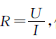 R = U/I,